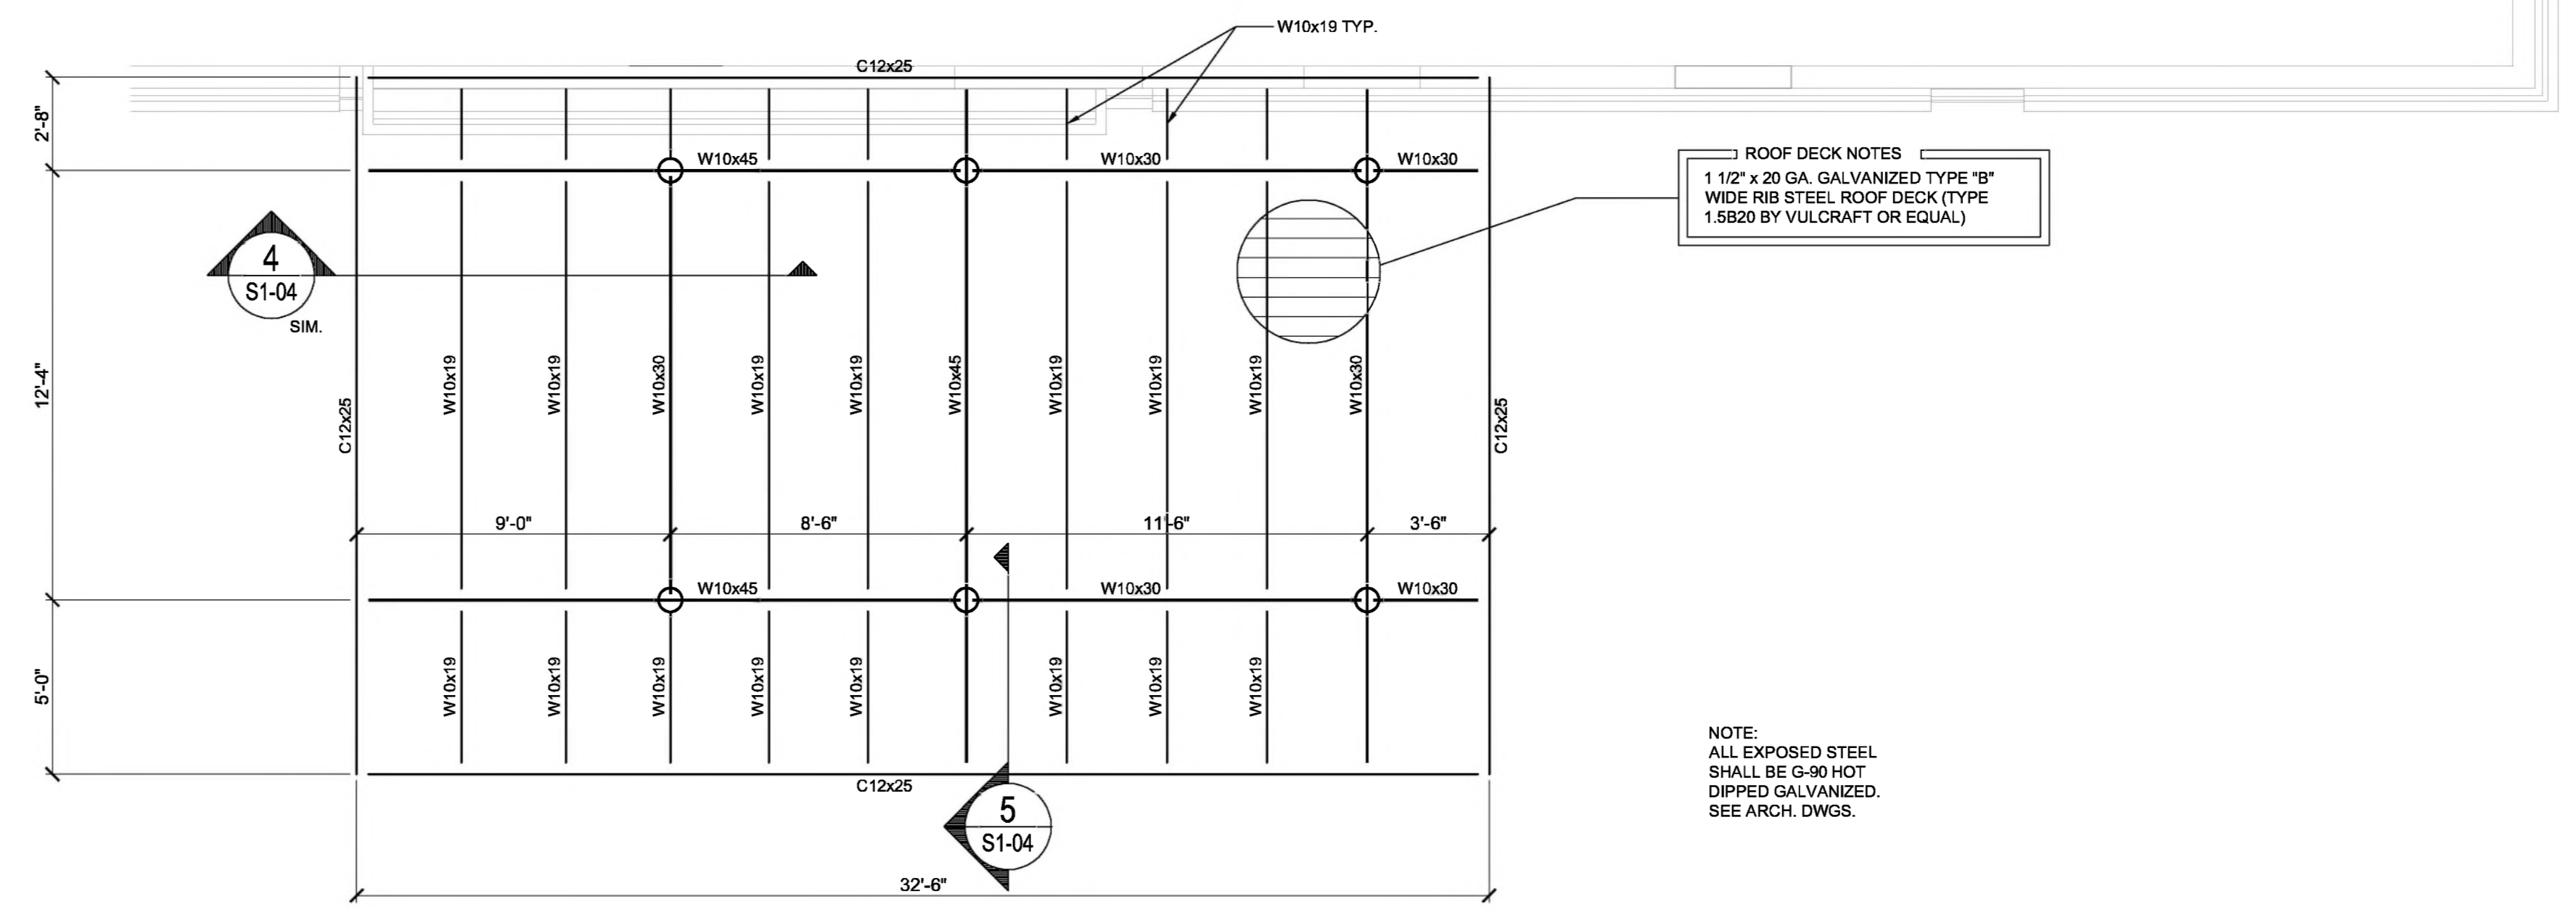 W10x19 TYP.
C12x25
2'-8"
W10x45
W10x30
W10x30
ROOF DECK NOTES
1 1/2" x 20 GA. GALVANIZED TYPE "B"
WIDE RIB STEEL ROOF DECK (TYPE
1.5B20 BY VULCRAFT OR EQUAL)
4
S1-04
SIM.
12'-4"
C12x25
W10x19
W10x19
W10x30
W10x19
W10x19
W10x45
W10x19
W10x19
W10x19
W10x30
C12x25
9'-0"
8'-6"
11'-6"
3'-6"
W10x45
W10x30
W10x30
5'-0"
W10x19
W10x19
W10x19
W10x19
W10x19
W10x19
W10x19
W10x19
C12x25
5
S1-04
NOTE:
ALL EXPOSED STEEL
SHALL BE G-90 HOT
DIPPED GALVANIZED.
SEE ARCH. DWGS.
32'-6"